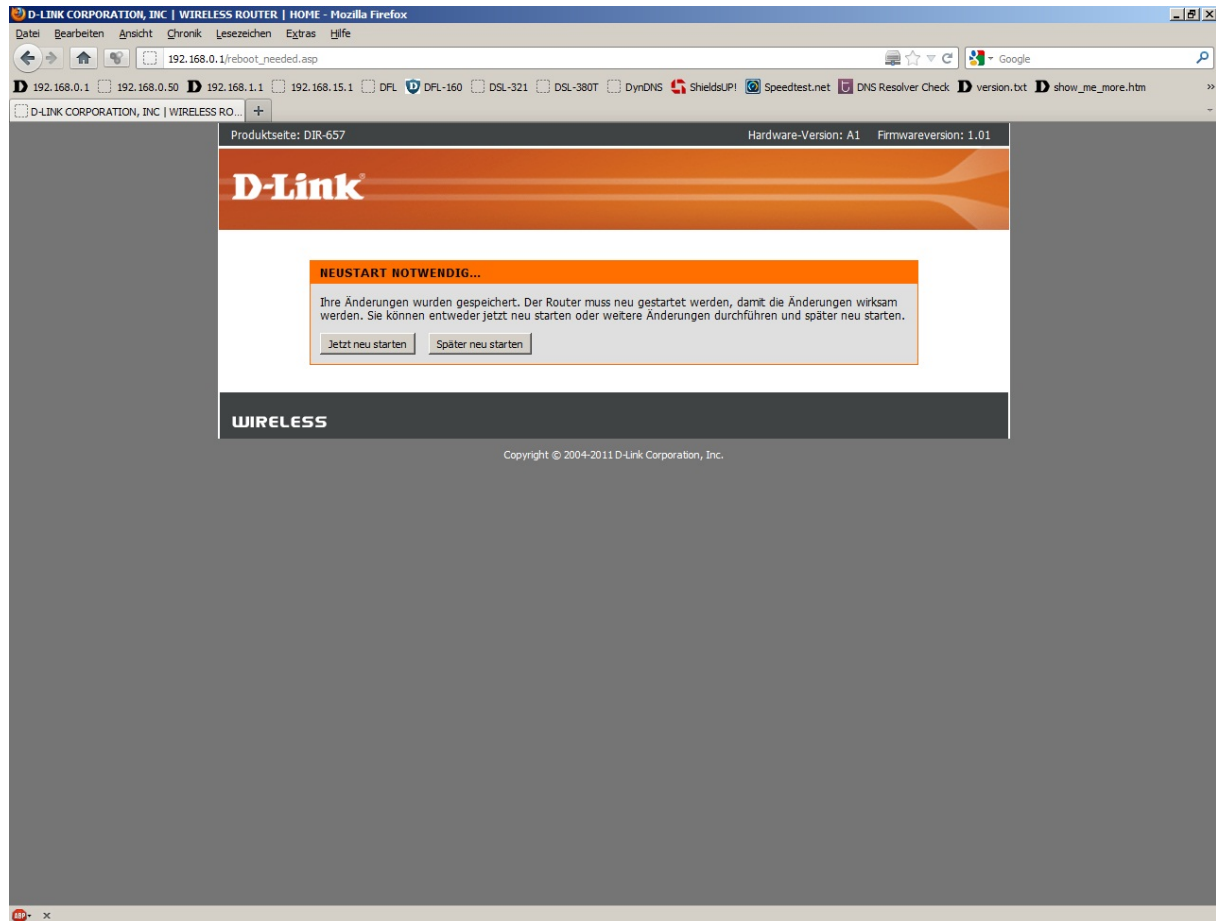 D-LINK CORPORATION, INC | WIRELESS ROUTER | HOME - Mozilla Firefox
Datei Bearbeiten Ansicht Chronik Lesezeichen Extras Hilfe
192.168.0.1/reboot_needed.asp Google
192.168.0.1 192.168.0.50 192.168.1.1 192.168.15.1 DFL DFL-160 DSL-321 DSL-380T DynDNS ShieldsUP! Speedtest.net DNS Resolver Check version.txt show_me_more.htm »
D-LINK CORPORATION, INC | WIRELESS RO... +
Produktseite: DIR-657 Hardware-Version: A1 Firmwareversion: 1.01
D-Link®
NEUSTART NOTWENDIG...
Ihre Änderungen wurden gespeichert. Der Router muss neu gestartet werden, damit die Änderungen wirksam
werden. Sie können entweder jetzt neu starten oder weitere Änderungen durchführen und später neu starten.
Jetzt neu starten Später neu starten
WIRELESS
Copyright © 2004-2011 D-Link Corporation, Inc.
ABP x